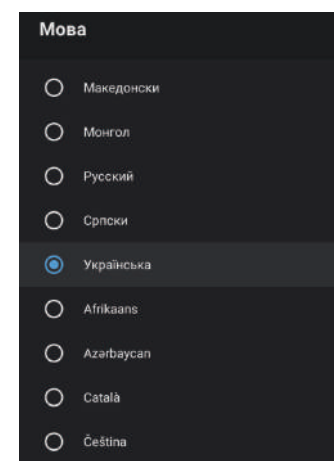 Мова
Македонски
Монгол
Русский
Српски
Українська
Afrikaans
Azərbaycan
Català
Čeština